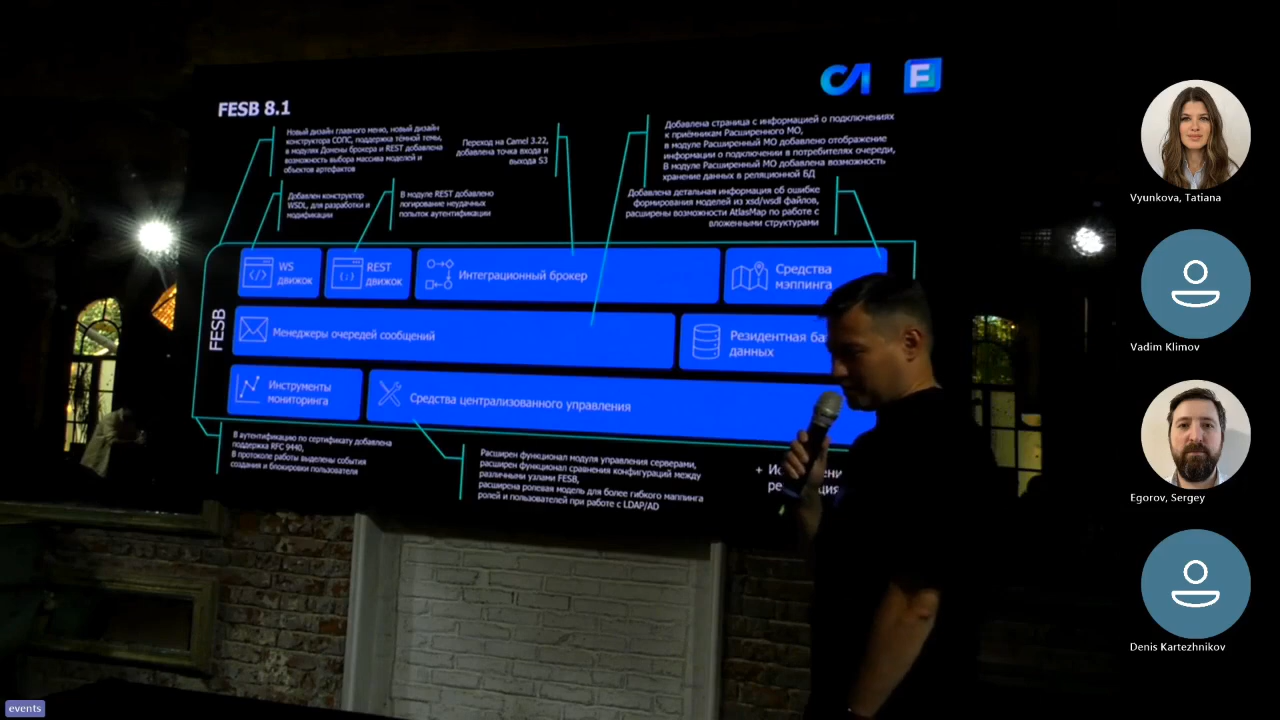 FESB 8.1
Новый дизайн главного меню, новый дизайн
конструктора СОПС, поддержка тёмной темы,
в модулях Домены брокера и REST добавлена
возможность выбора массива моделей и
объектов артефактов
Переход на Camel 3.22,
добавлена точка входа и
выхода S3
Добавлена страница с информацией о подключениях
к приёмникам Расширенного МО,
в модуле Расширенный МО добавлено отображение
информации о подключении в потребителях очереди,
В модуле Расширенный МО добавлена возможность
хранение данных в реляционной БД
Добавлен конструктор
WSDL, для разработки и
модификации
В модуле REST добавлено
логирование неудачных
попыток аутентификации
Добавлена детальная информация об ошибке
формирования моделей из xsd/wsdl файлов,
расширены возможности AtlasMap по работе с
вложенными структурами
FESB
WS
движок
REST
движок
Интеграционный брокер
Средства
мэппинга
Менеджеры очередей сообщений
Резидентная
данных
Инструменты
мониторинга
Средства централизованного управления
В аутентификацию по сертификату добавлена
поддержка RFC 9440,
В протоколе работы выделены события
создания и блокировки пользователя
Расширен функционал модуля управления серверами,
расширен функционал сравнения конфигураций между
различными узлами FESB,
расширена ролевая модель для более гибкого маппинга
ролей и пользователей при работе с LDAP/AD
+
Vyunkova, Tatiana
Vadim Klimov
Egorov, Sergey
Denis Kartezhnikov
events